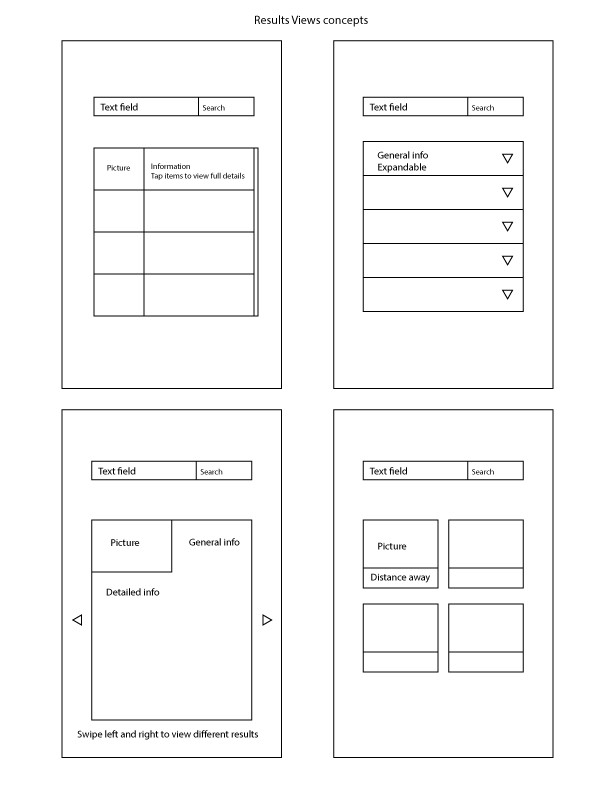 Results Views concepts
Text field
Search
Picture
Information
Tap items to view full details
Text field
Search
General info
Expandable
Text field
Search
Picture
General info
Detailed info
Swipe left and right to view different results
Text field
Search
Picture
Distance away